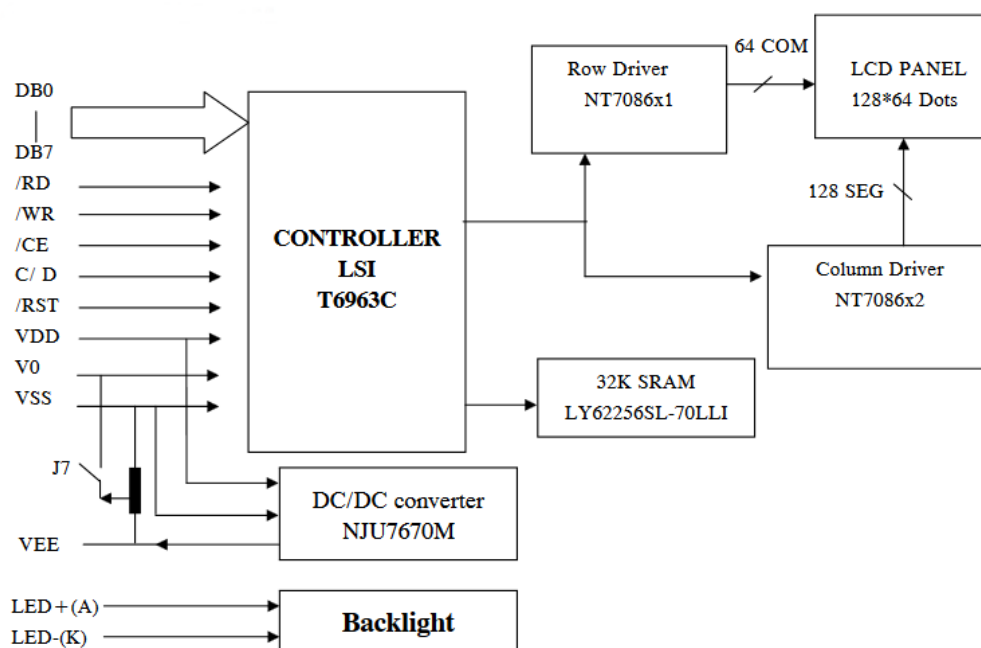 DB0
DB7
/RD
/WR
/CE
C/ D
/RST
VDD
V0
VSS
J7
VEE
LED+(A)
LED-(K)
CONTROLLER
LSI
T6963C
Row Driver
NT7086x1
64 COM
LCD PANEL
128*64 Dots
128 SEG
Column Driver
NT7086x2
32K SRAM
LY62256SL-70LLI
DC/DC converter
NJU7670M
Backlight